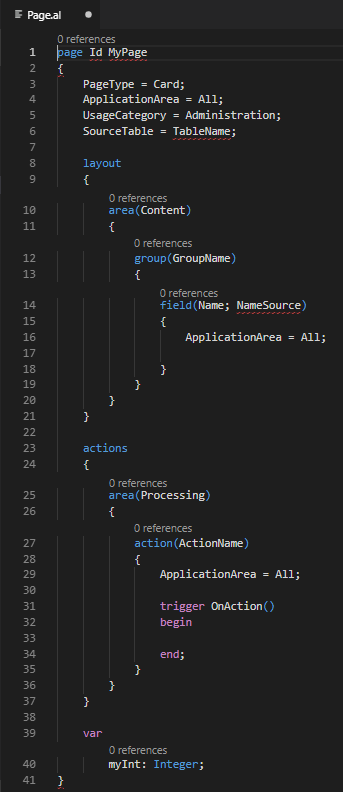 Page.al
0 references
1 page Id MyPage
2 {
3 PageType = Card;
4 ApplicationArea = All;
5 UsageCategory = Administration;
6 SourceTable = TableName;
7
8 layout
9 {
0 references
10 area(Content)
11 {
0 references
12 group(GroupName)
13 {
0 references
14 field(Name; NameSource)
15 {
16 ApplicationArea = All;
17
18 }
19 }
20 }
21 }
22
23 actions
24 {
0 references
25 area(Processing)
26 {
0 references
27 action(ActionName)
28 {
29 ApplicationArea = All;
30
31 trigger OnAction()
32 begin
33
34 end;
35 }
36 }
37 }
38
39 var
0 references
40 myInt: Integer;
41 }